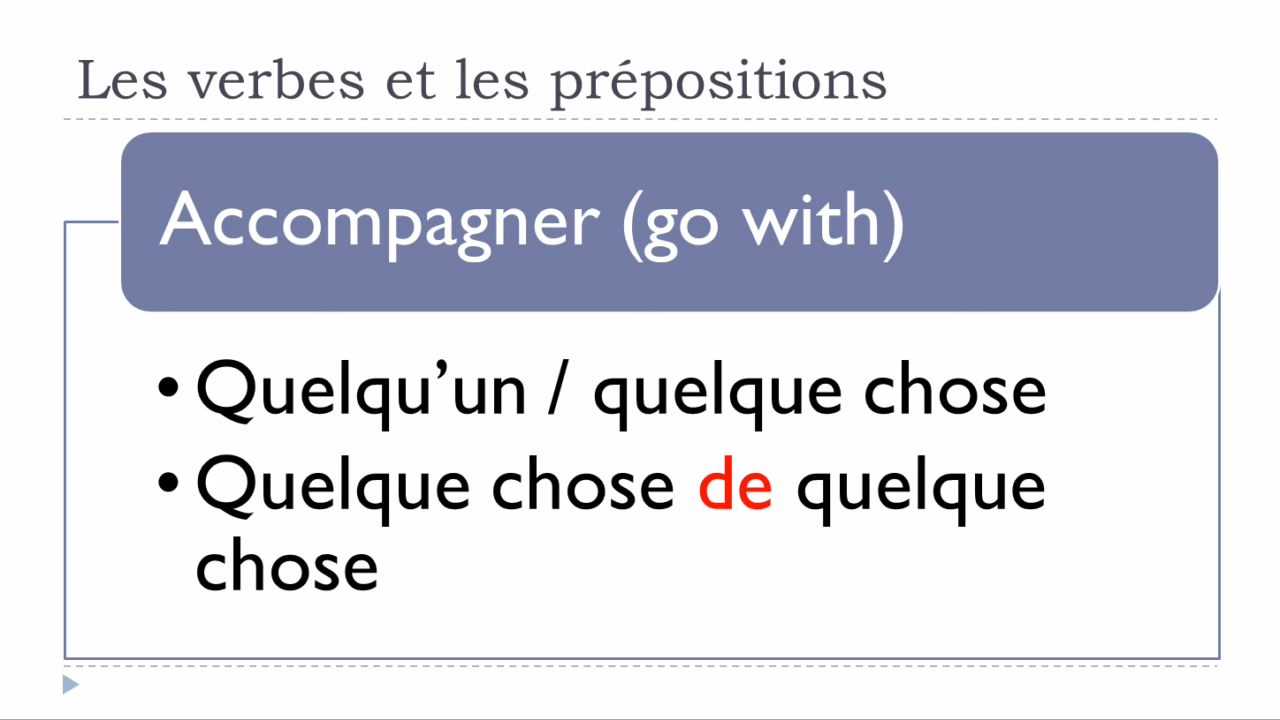 Les verbes et les prépositions
Accompagner (go with)
• Quelqu’un / quelque chose
• Quelque chose de quelque
chose